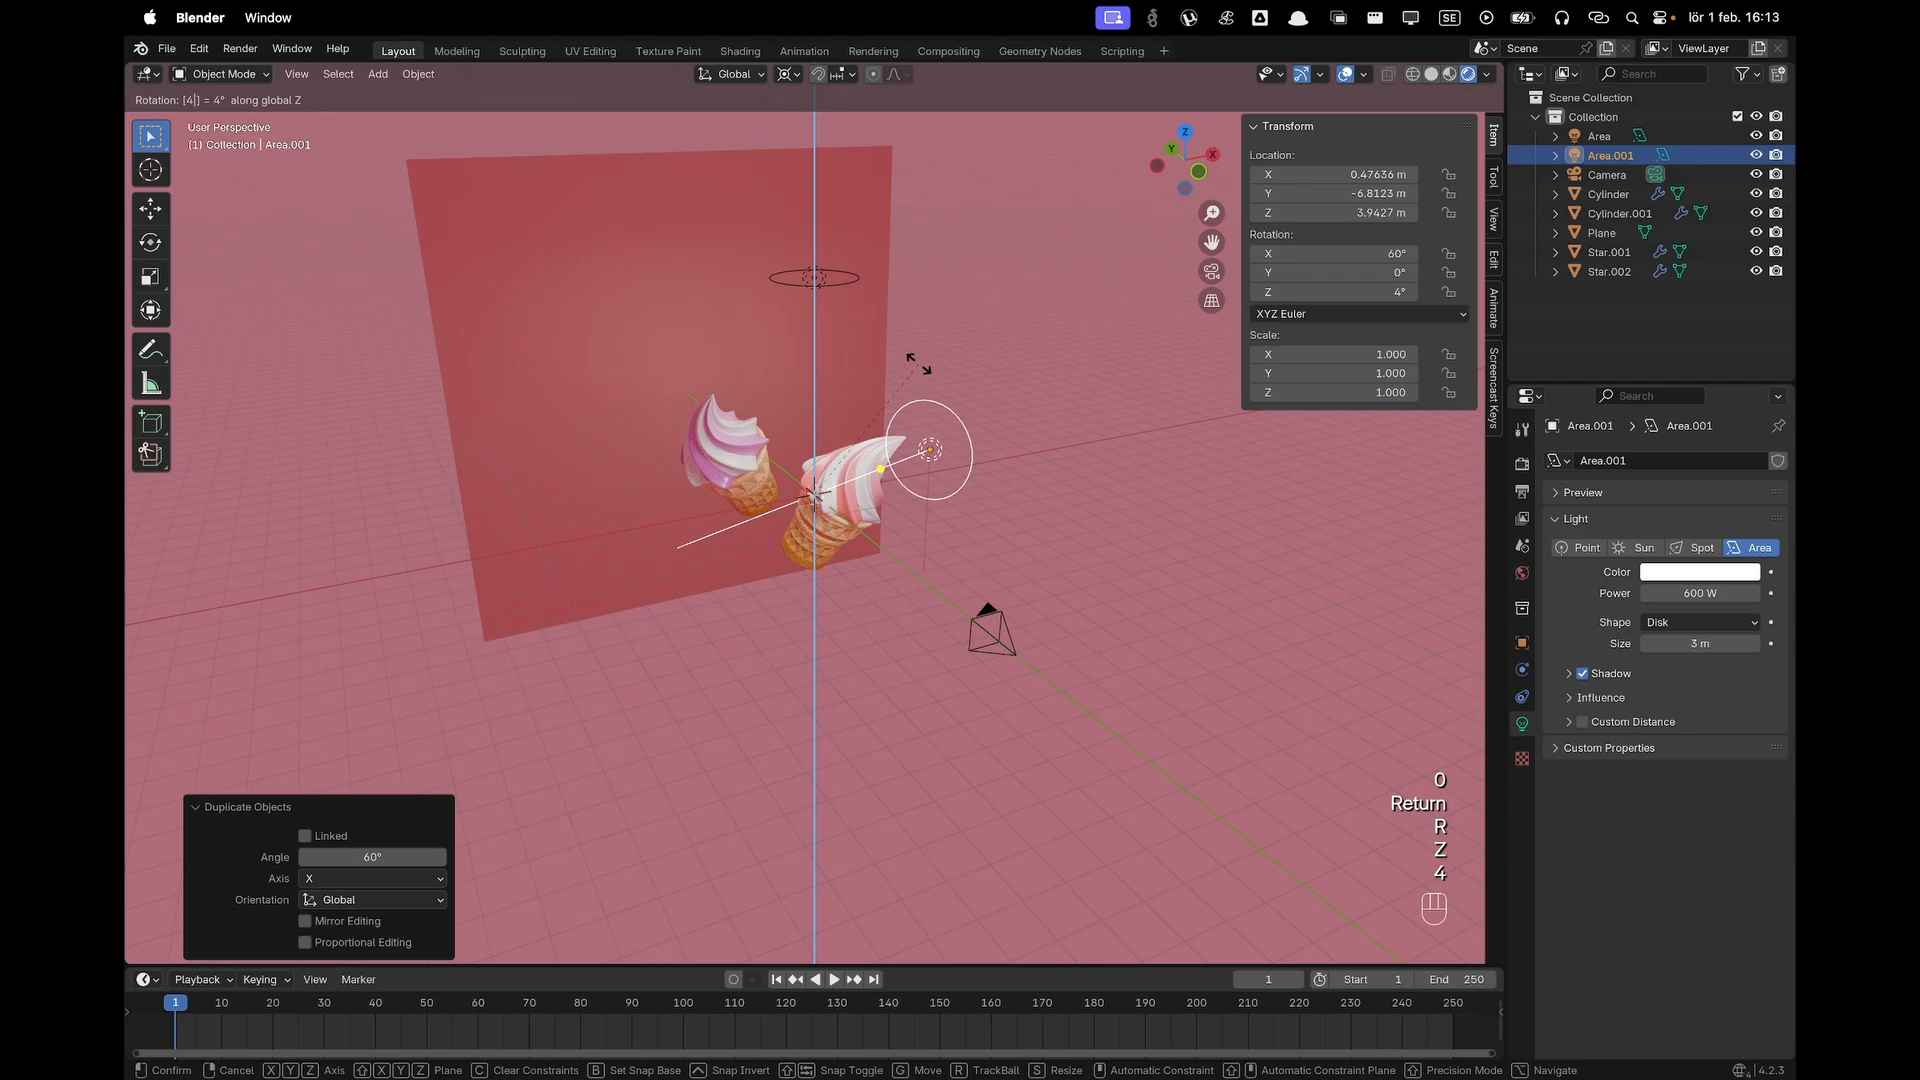 Blender Window
SE lör 1 feb. 16:13
File Edit Render Window Help Layout Modeling Sculpting UV Editing Texture Paint Shading Animation Rendering Compositing Geometry Nodes Scripting + Scene ViewLayer
Object Mode View Select Add Object Global Search
Rotation: [4|] = 4° along global Z
User Perspective
(1) Collection | Area.001
Z
Y X
Transform
Location:
X 0.47636 m
Y -6.8123 m
Z 3.9427 m
Rotation:
X 60°
Y 0°
Z 4°
XYZ Euler
Scale:
X 1.000
Y 1.000
Z 1.000
Item
Tool
View
Edit
Animate
Screencast Keys
Scene Collection
Collection
Area
Area.001
Camera
Cylinder
Cylinder.001
Plane
Star.001
Star.002
Search
Area.001 > Area.001
Area.001
Preview
Light
Point Sun Spot Area
Color
Power 600 W
Shape Disk
Size 3 m
Shadow
Influence
Custom Distance
Custom Properties
0
Return
R
Z
4
Duplicate Objects
Linked
Angle 60°
Axis X
Orientation Global
Mirror Editing
Proportional Editing
Playback Keying View Marker 1 Start 1 End 250
1 10 20 30 40 50 60 70 80 90 100 110 120 130 140 150 160 170 180 190 200 210 220 230 240 250
Confirm Cancel X Y Z Axis X Y Z Plane C Clear Constraints B Set Snap Base Snap Invert Snap Toggle G Move R TrackBall S Resize Automatic Constraint Automatic Constraint Plane Precision Mode Navigate 4.2.3